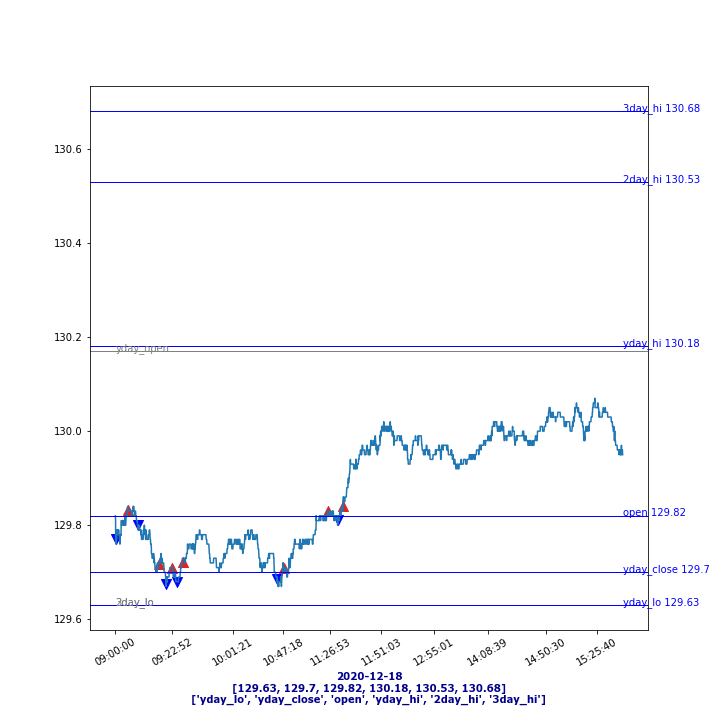 3day_hi 130.68
130.6
2day_hi 130.53
130.4
130.2
yday_hi 130.18
yday_open
130.0
129.8
open 129.82
yday_close 129.7
3day_lo
yday_lo 129.63
129.6
09:00:00 09:22:52 10:01:21 10:47:18 11:26:53 11:51:03 12:55:01 14:08:39 14:50:30 15:25:40
2020-12-18
[129.63, 129.7, 129.82, 130.18, 130.53, 130.68]
['yday_lo', 'yday_close', 'open', 'yday_hi', '2day_hi', '3day_hi']